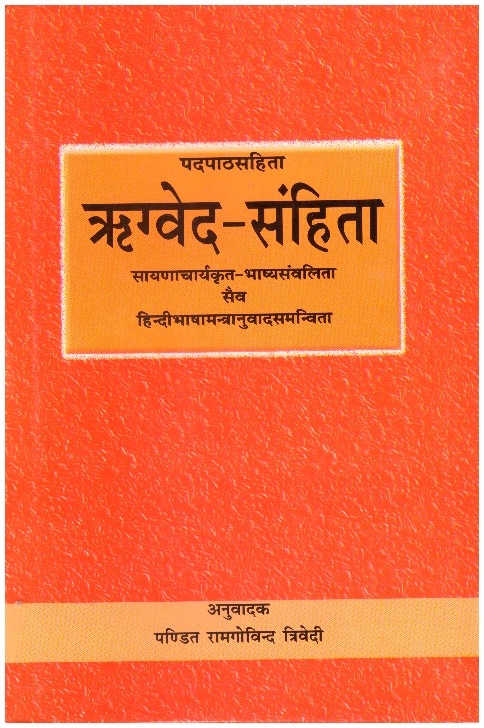 पदपाठसहिता
ऋग्वेद-संहिता
सायणाचार्यकृत-भाष्यसंवलिता
सैव
हिन्दीभाषामन्त्रानुवादसमन्विता
अनुवादक
पण्डित रामगोविन्द त्रिवेदी